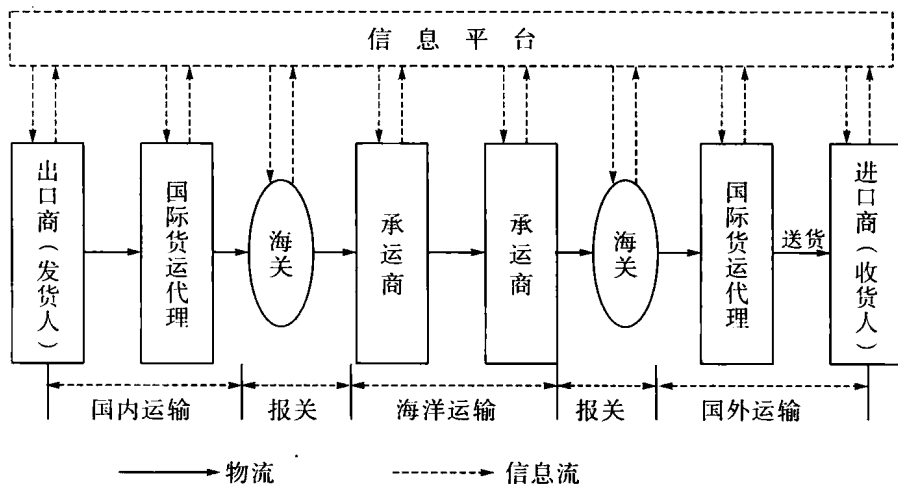 信息平台
出口商（发货人）
国际货运代理
海关
承运商
承运商
海关
国际货运代理
送货
进口商（收货人）
国内运输
报关
海洋运输
报关
国外运输
物流
信息流